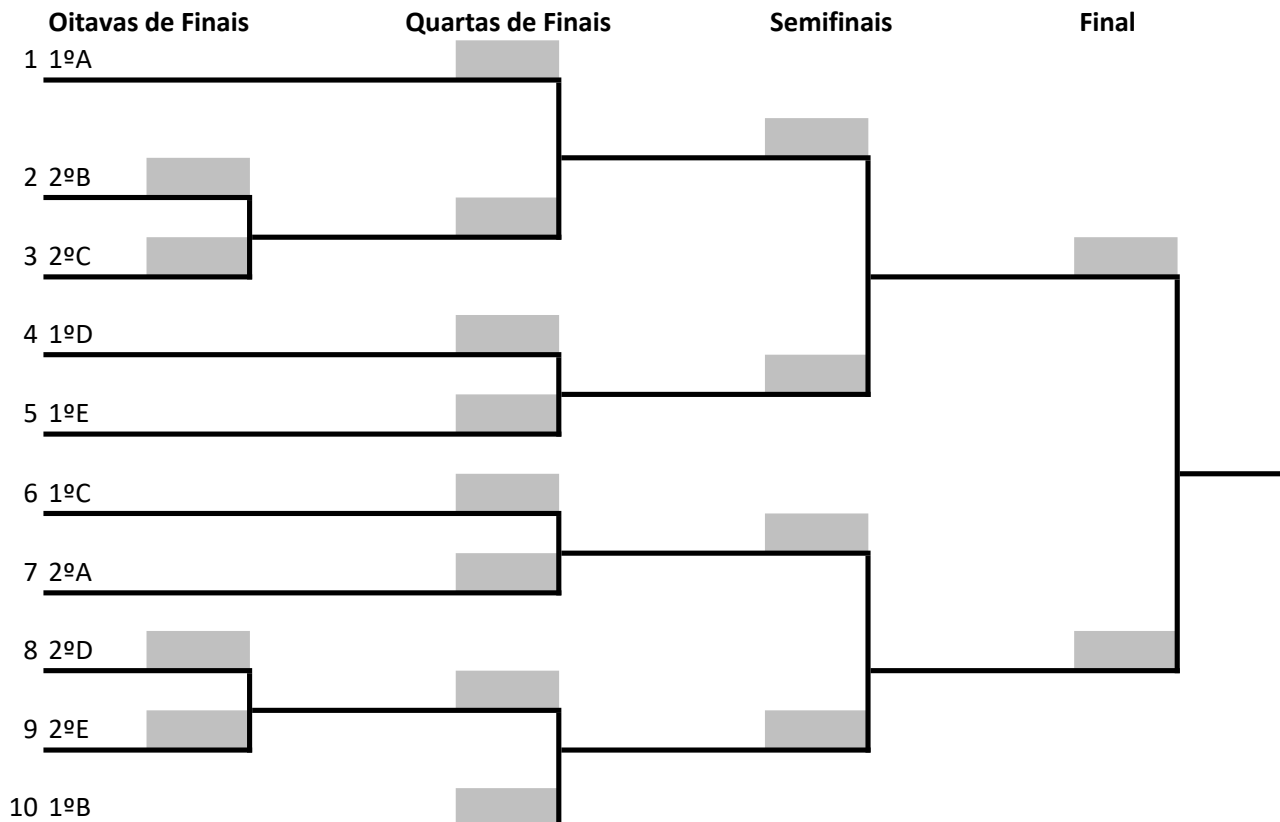 Oitavas de Finais Quartas de Finais Semifinais Final
1 1ºA
2 2ºB
3 2ºC
4 1ºD
5 1ºE
6 1ºC
7 2ºA
8 2ºD
9 2ºE
10 1ºB